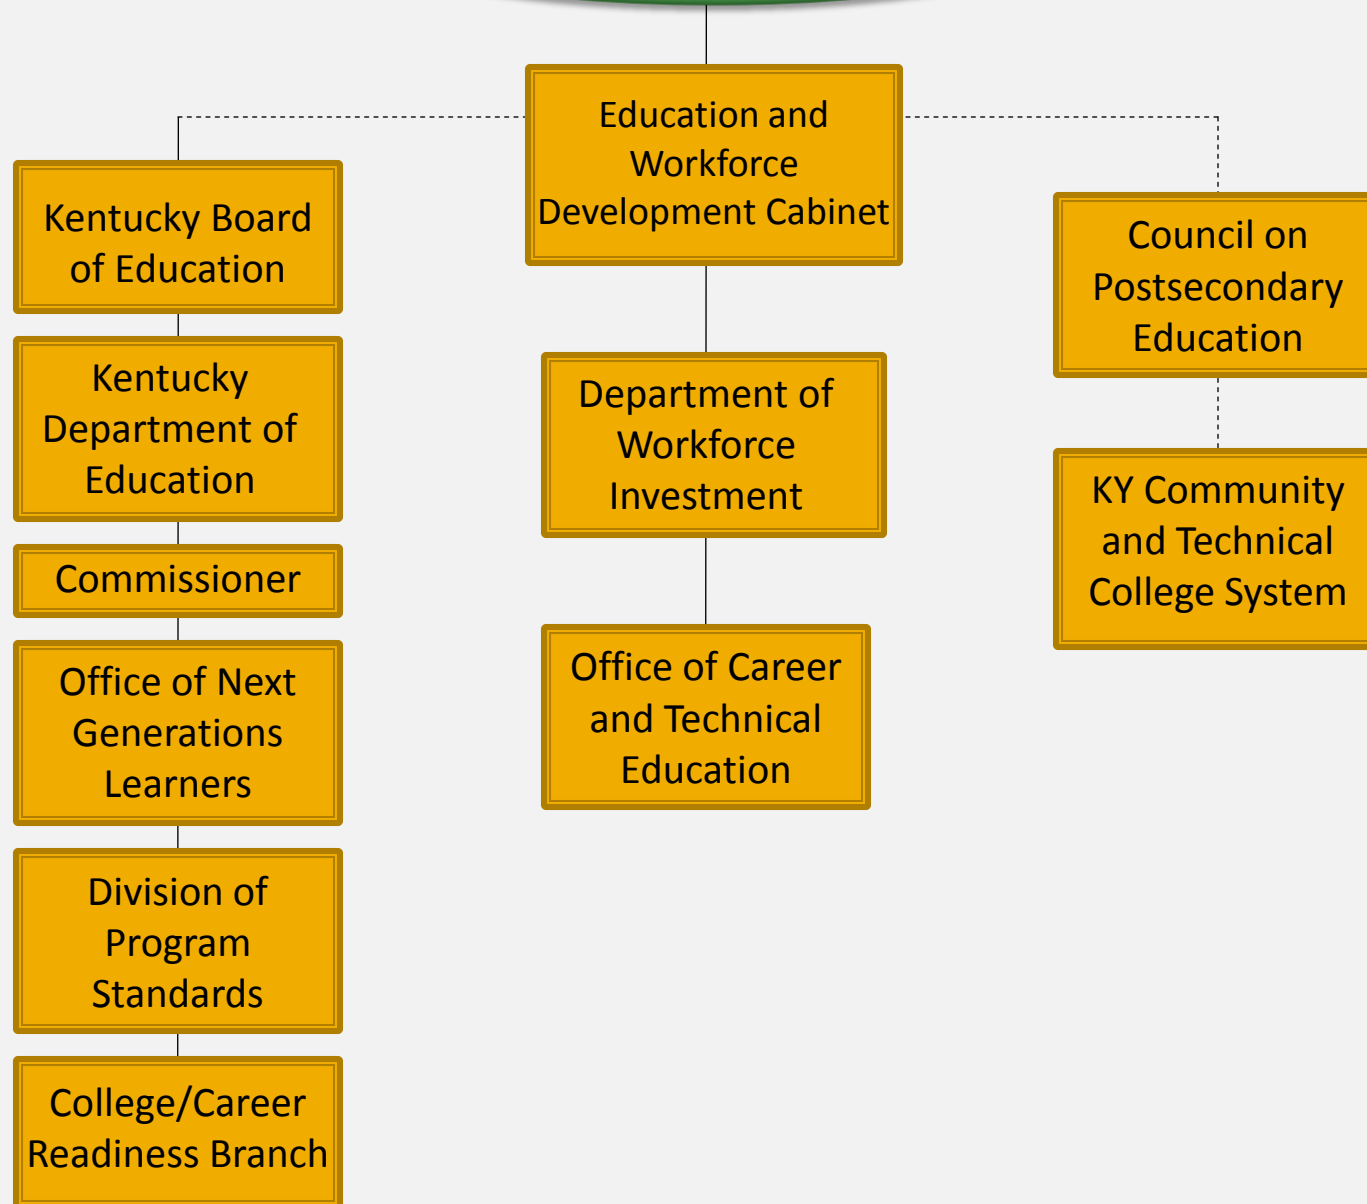 Education and
Workforce
Development Cabinet
Kentucky Board
of Education
Kentucky
Department of
Education
Commissioner
Office of Next
Generations
Learners
Division of
Program
Standards
College/Career
Readiness Branch
Department of
Workforce
Investment
Office of Career
and Technical
Education
Council on
Postsecondary
Education
KY Community
and Technical
College System